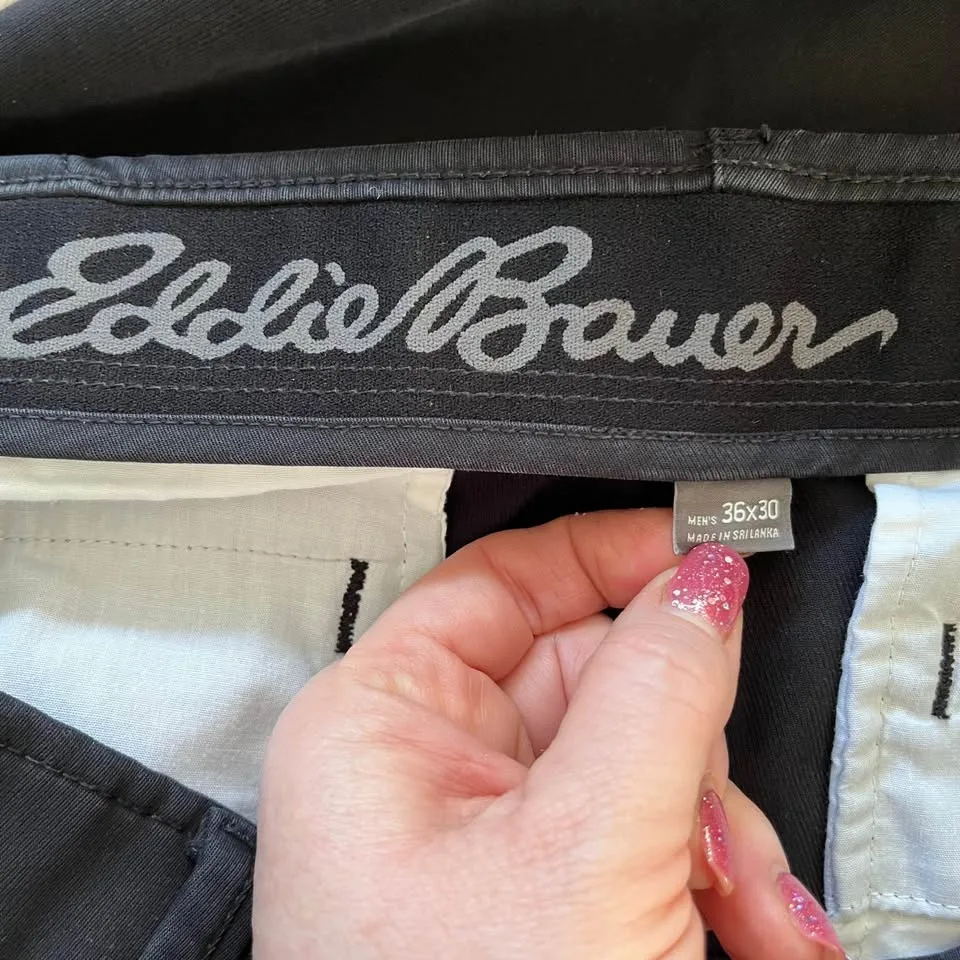 Eddie Bauer
MEN'S 36x30
MADE IN SRI LANKA